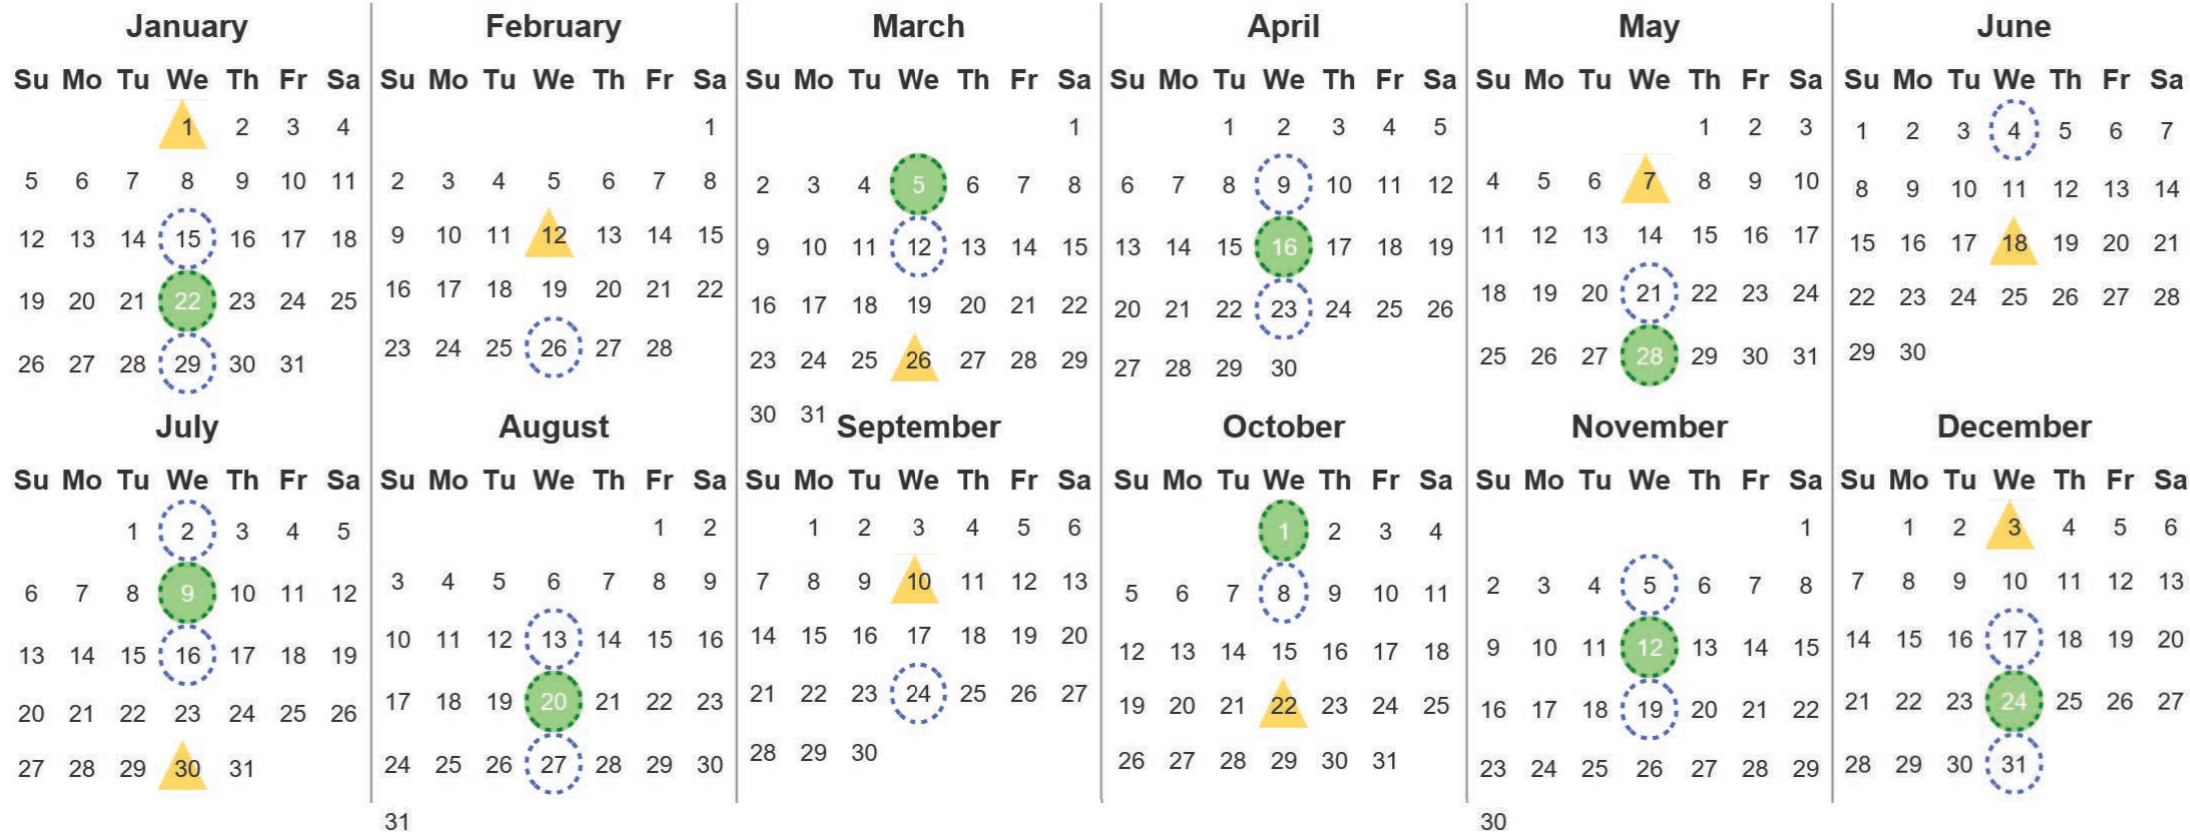 January February March April May June
Su Mo Tu We Th Fr Sa Su Mo Tu We Th Fr Sa Su Mo Tu We Th Fr Sa Su Mo Tu We Th Fr Sa Su Mo Tu We Th Fr Sa Su Mo Tu We Th Fr Sa
1 2 3 4 1 1 1 2 3 4 5 1 2 3 1 2 3 4 5 6 7
5 6 7 8 9 10 11 2 3 4 5 6 7 8 2 3 4 5 6 7 8 6 7 8 9 10 11 12 4 5 6 7 8 9 10 8 9 10 11 12 13 14
12 13 14 15 16 17 18 9 10 11 12 13 14 15 9 10 11 12 13 14 15 13 14 15 16 17 18 19 11 12 13 14 15 16 17 15 16 17 18 19 20 21
19 20 21 22 23 24 25 16 17 18 19 20 21 22 16 17 18 19 20 21 22 20 21 22 23 24 25 26 18 19 20 21 22 23 24 22 23 24 25 26 27 28
26 27 28 29 30 31 23 24 25 26 27 28 23 24 25 26 27 28 29 27 28 29 30 25 26 27 28 29 30 31 29 30
30 31
July August September October November December
Su Mo Tu We Th Fr Sa Su Mo Tu We Th Fr Sa Su Mo Tu We Th Fr Sa Su Mo Tu We Th Fr Sa Su Mo Tu We Th Fr Sa Su Mo Tu We Th Fr Sa
1 2 3 4 5 1 2 1 2 3 4 5 6 1 2 3 4 1 1 2 3 4 5 6
6 7 8 9 10 11 12 3 4 5 6 7 8 9 7 8 9 10 11 12 13 5 6 7 8 9 10 11 2 3 4 5 6 7 8 7 8 9 10 11 12 13
13 14 15 16 17 18 19 10 11 12 13 14 15 16 14 15 16 17 18 19 20 12 13 14 15 16 17 18 9 10 11 12 13 14 15 14 15 16 17 18 19 20
20 21 22 23 24 25 26 17 18 19 20 21 22 23 21 22 23 24 25 26 27 19 20 21 22 23 24 25 16 17 18 19 20 21 22 21 22 23 24 25 26 27
27 28 29 30 31 24 25 26 27 28 29 30 28 29 30 26 27 28 29 30 31 23 24 25 26 27 28 29 28 29 30 31
31 30